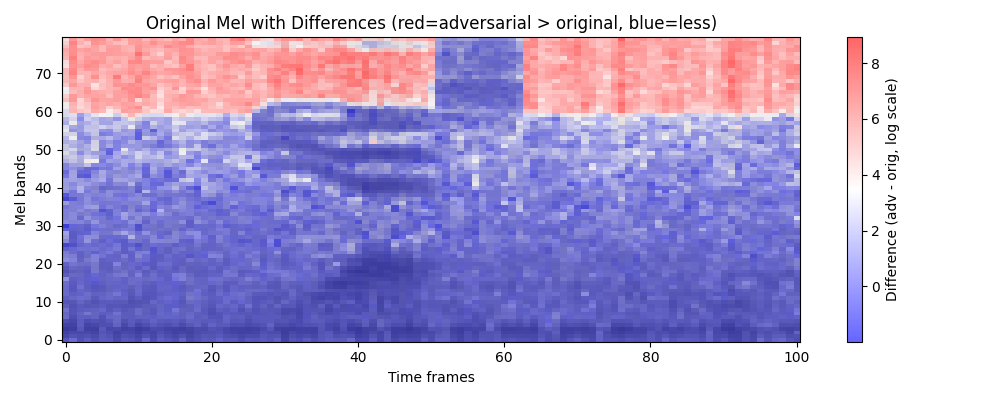 Original Mel with Differences (red=adversarial > original, blue=less)
Mel bands
70
60
50
40
30
20
10
0
0 20 40 60 80 100
Time frames
8
6
4
2
0
Difference (adv - orig, log scale)